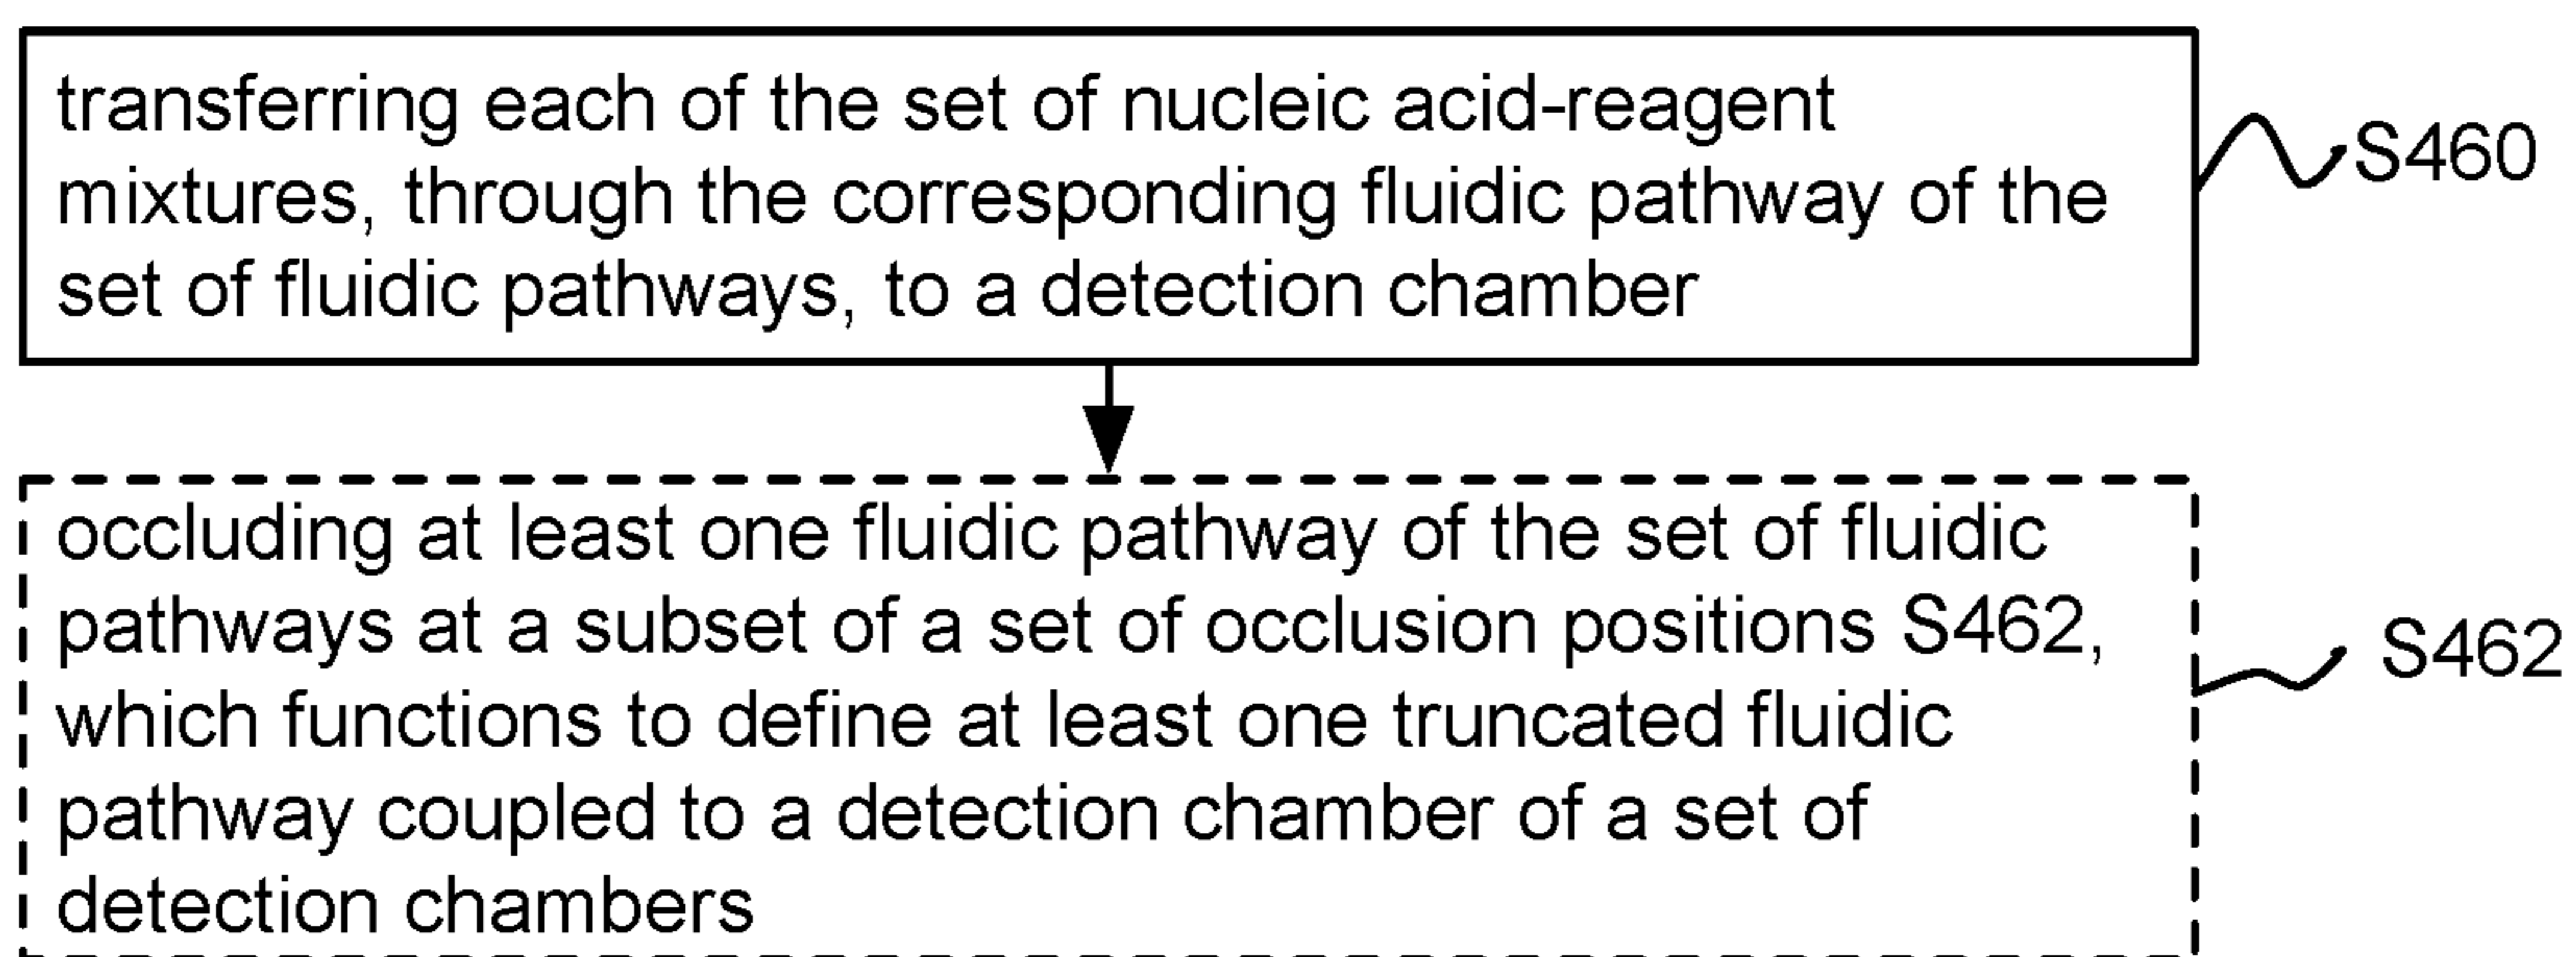 transferring each of the set of nucleic acid-reagent
mixtures, through the corresponding fluidic pathway of the
set of fluidic pathways, to a detection chamber
S460
occluding at least one fluidic pathway of the set of fluidic
pathways at a subset of a set of occlusion positions S462,
which functions to define at least one truncated fluidic
pathway coupled to a detection chamber of a set of
detection chambers
S462